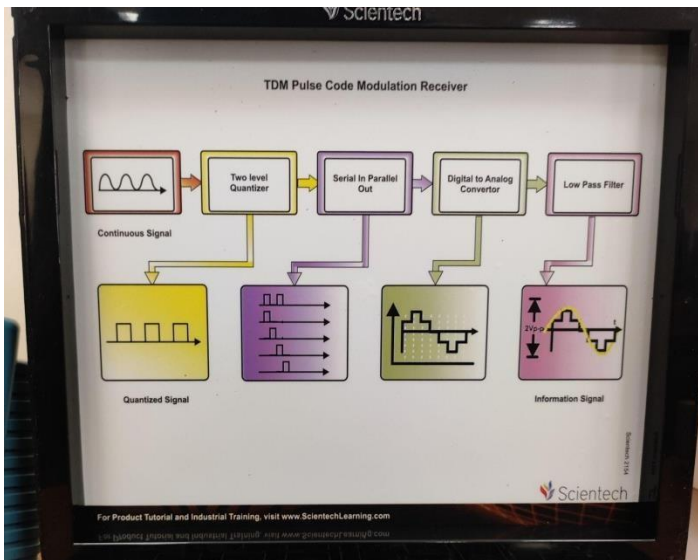 Scientech
TDM Pulse Code Modulation Receiver
Two level
Quantizer
Serial In Parallel
Out
Digital to Analog
Convertor
Low Pass Filter
Continuous Signal
2Vp-p
t
Quantized Signal
Information Signal
Scientech 2154
Scientech
For Product Tutorial and Industrial Training, visit www.ScientechLearning.com